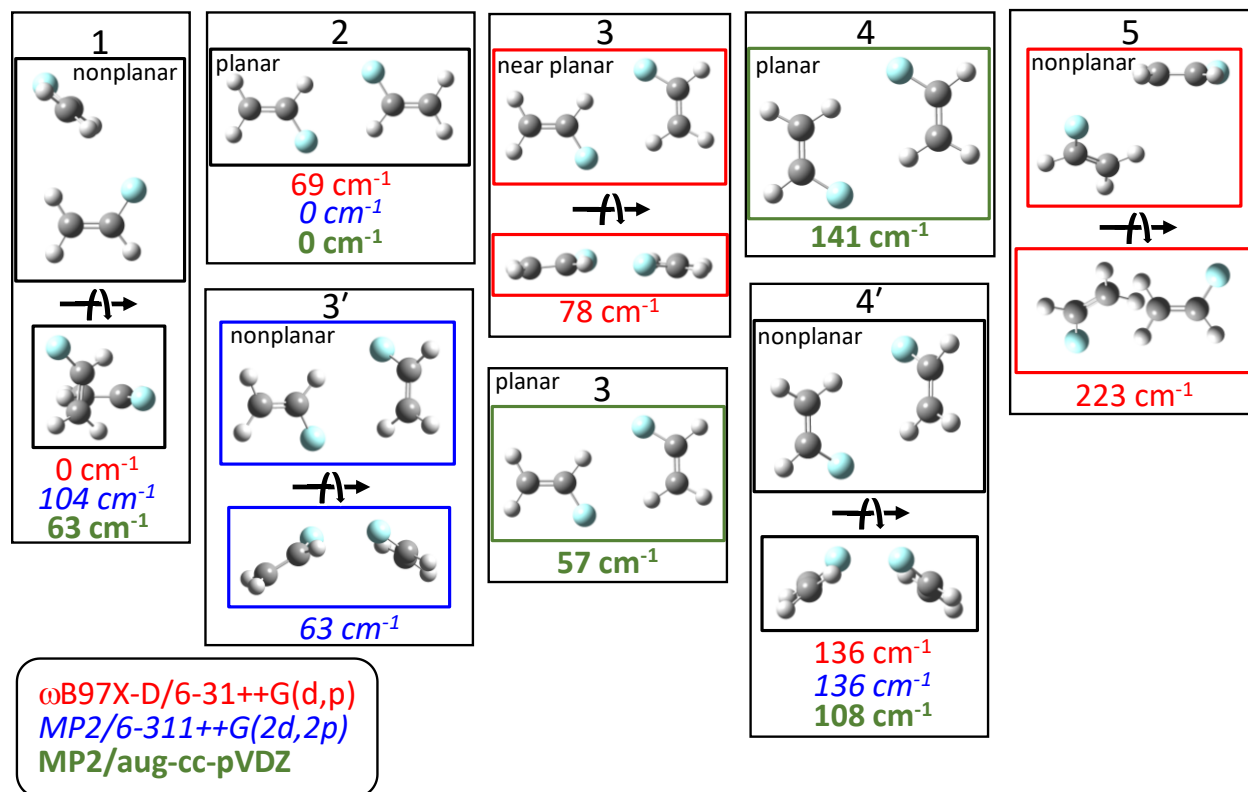 1
nonplanar
0 cm⁻¹
104 cm⁻¹
63 cm⁻¹
2
planar
69 cm⁻¹
0 cm⁻¹
0 cm⁻¹
3′
nonplanar
63 cm⁻¹
3
near planar
78 cm⁻¹
planar
3
57 cm⁻¹
4
planar
141 cm⁻¹
4′
nonplanar
136 cm⁻¹
136 cm⁻¹
108 cm⁻¹
5
nonplanar
223 cm⁻¹
ωB97X-D/6-31++G(d,p)
MP2/6-311++G(2d,2p)
MP2/aug-cc-pVDZ